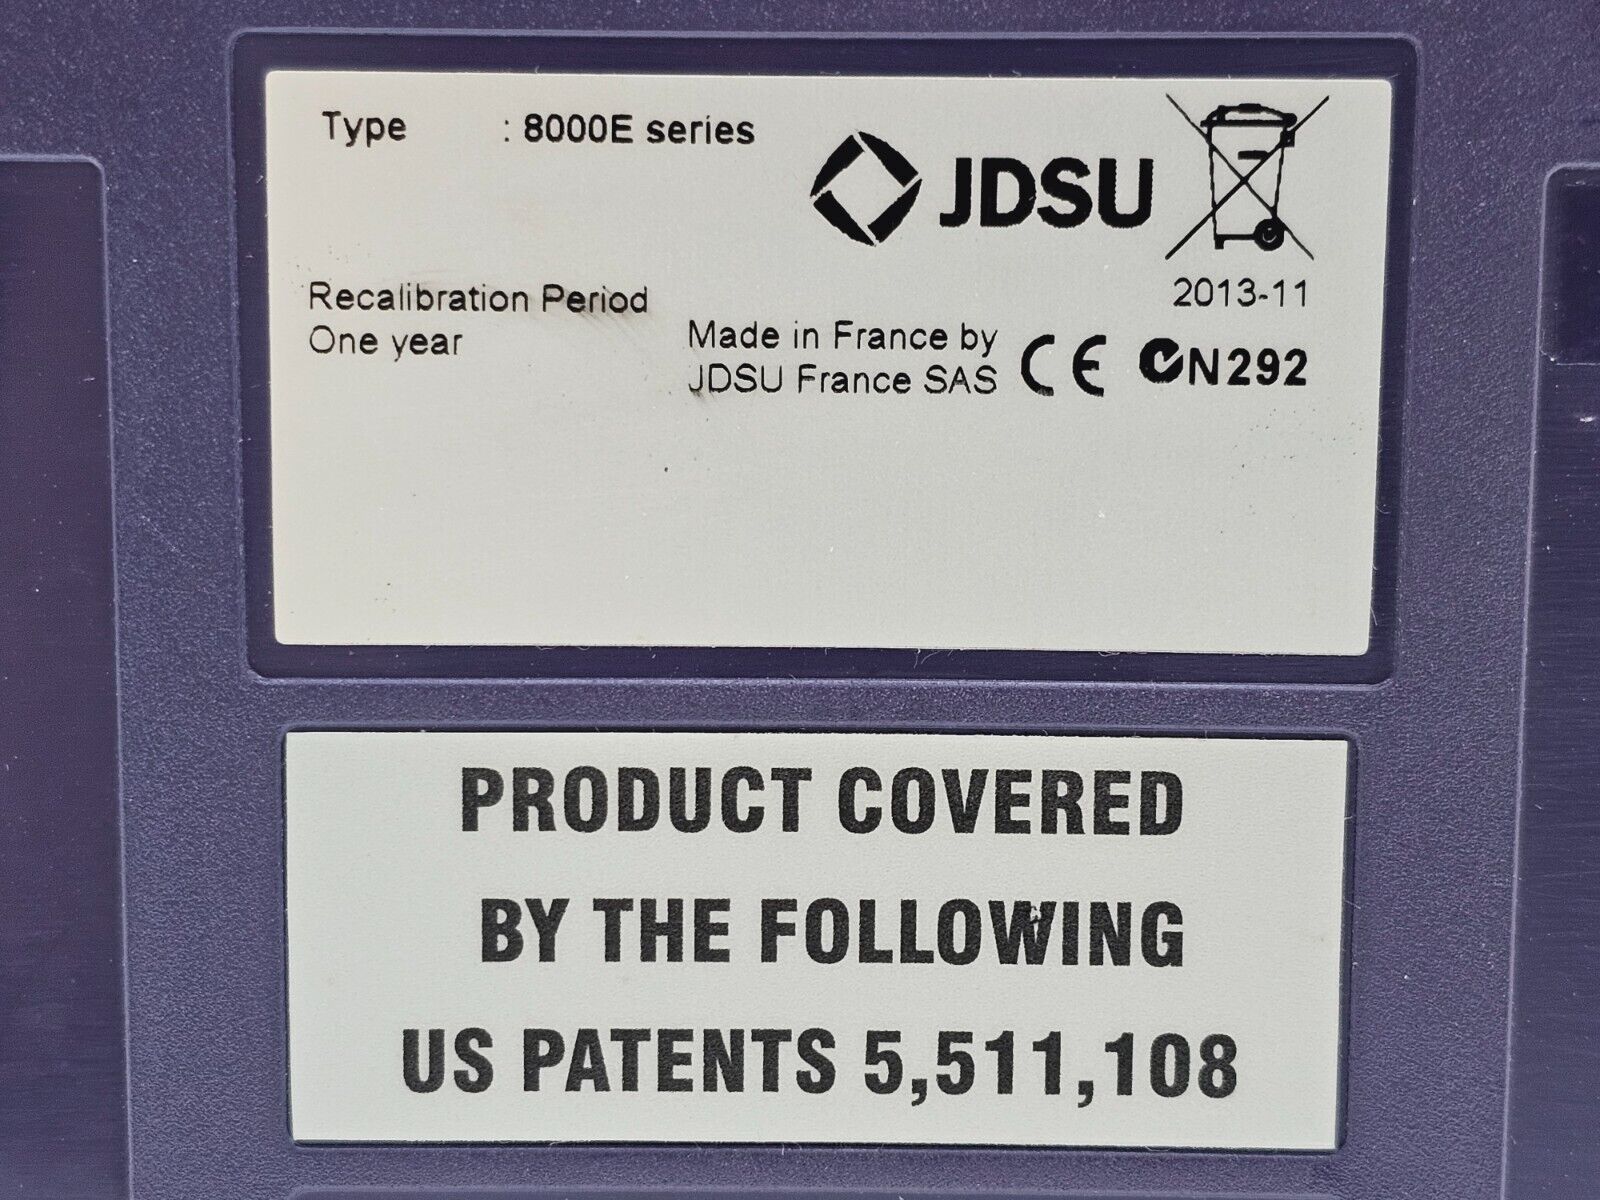 Type : 8000E series
JDSU
2013-11
Recalibration Period
One year
Made in France by
JDSU France SAS
CE N292
PRODUCT COVERED
BY THE FOLLOWING
US PATENTS 5,511,108